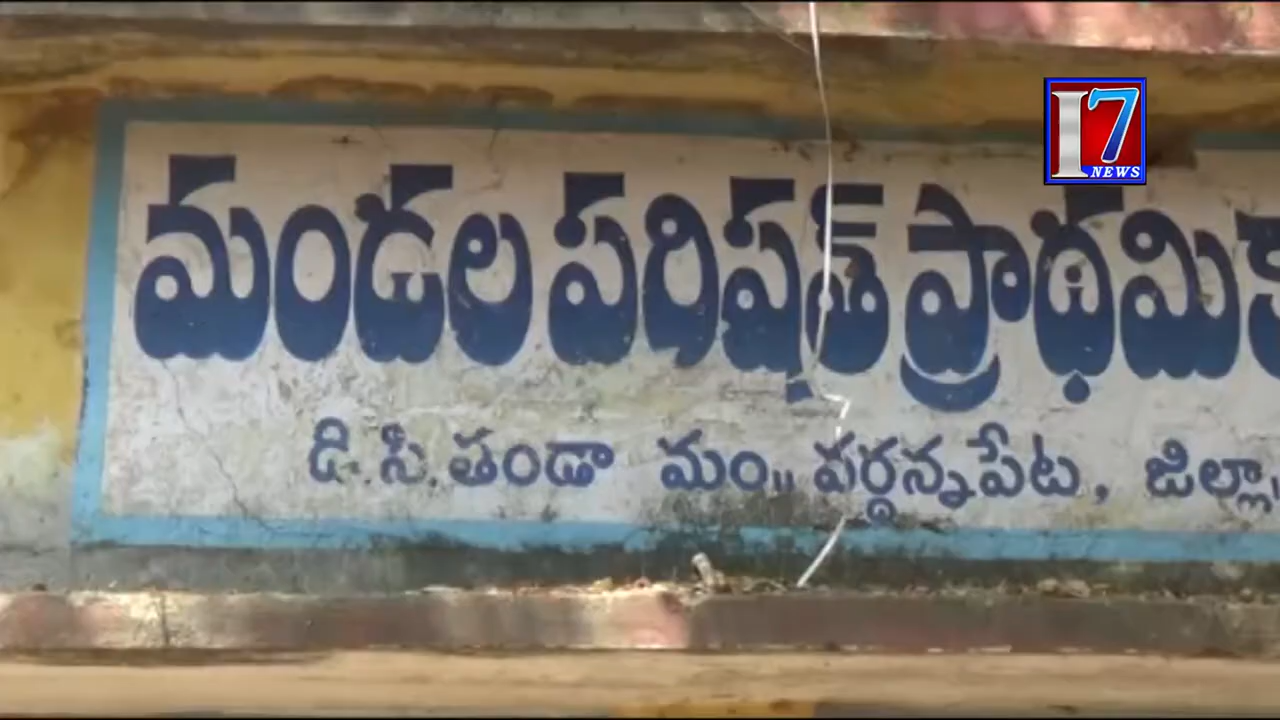 I7
NEWS
మండల పరిషత్ ప్రాథమిక
డి.సి.తండా మం॥ వర్ధన్నపేట, జిల్లా